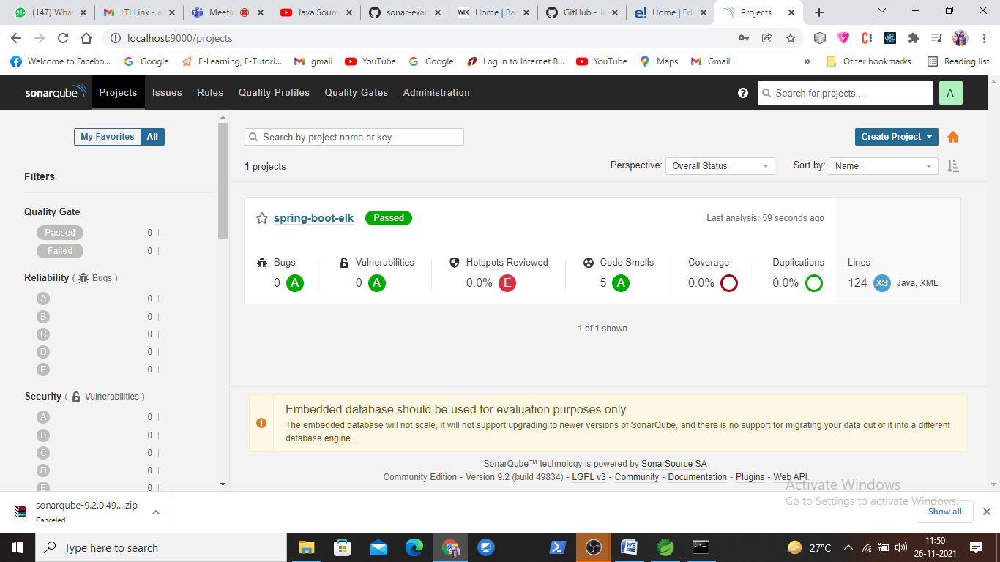 (147) What
LTI Link - a
Meetin
Java Sourc
sonar-exa
WIX Home | Ba
GitHub - Ja
e! Home | Ed
Projects
localhost:9000/projects
Welcome to Facebo...
Google
E-Learning, E-Tutori...
gmail
YouTube
Google
Log in to Internet B...
YouTube
Maps
Gmail
»
Other bookmarks
Reading list
sonarqube
Projects
Issues
Rules
Quality Profiles
Quality Gates
Administration
Search for projects...
A
My Favorites
All
Search by project name or key
Create Project
1 projects
Perspective:
Overall Status
Sort by:
Name
Filters
Quality Gate
Passed 0
Failed 0
Reliability ( Bugs )
A 0
B 0
C 0
D 0
E 0
Security ( Vulnerabilities )
A 0
B 0
C 0
D 0
E 0
spring-boot-elk
Passed
Last analysis: 59 seconds ago
Bugs
0 A
Vulnerabilities
0 A
Hotspots Reviewed
0.0% E
Code Smells
5 A
Coverage
0.0%
Duplications
0.0%
Lines
124 XS Java, XML
1 of 1 shown
Embedded database should be used for evaluation purposes only
The embedded database will not scale, it will not support upgrading to newer versions of SonarQube, and there is no support for migrating your data out of it into a different
database engine.
SonarQube™ technology is powered by SonarSource SA
Community Edition - Version 9.2 (build 49834) - LGPL v3 - Community - Documentation - Plugins - Web API
Activate Windows
Go to Settings to activate Windows.
sonarqube-9.2.0.49....zip
Canceled
Show all
Type here to search
27°C
11:50
26-11-2021